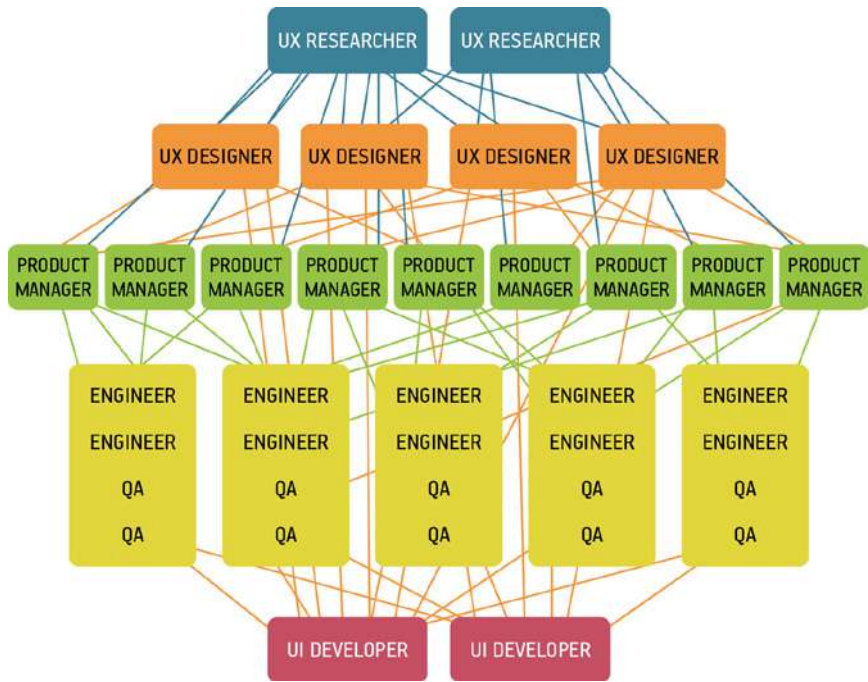 UX RESEARCHER
UX RESEARCHER
UX DESIGNER
UX DESIGNER
UX DESIGNER
UX DESIGNER
PRODUCT
MANAGER
PRODUCT
MANAGER
PRODUCT
MANAGER
PRODUCT
MANAGER
PRODUCT
MANAGER
PRODUCT
MANAGER
PRODUCT
MANAGER
PRODUCT
MANAGER
PRODUCT
MANAGER
ENGINEER
ENGINEER
QA
QA
ENGINEER
ENGINEER
QA
QA
ENGINEER
ENGINEER
QA
QA
ENGINEER
ENGINEER
QA
QA
ENGINEER
ENGINEER
QA
QA
UI DEVELOPER
UI DEVELOPER